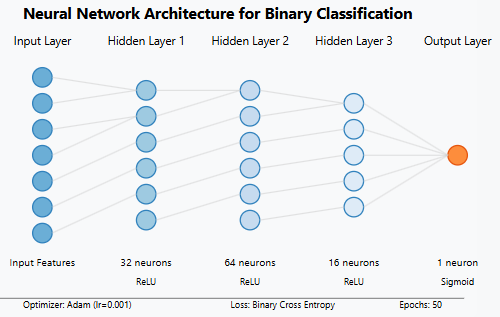 Neural Network Architecture for Binary Classification
Input Layer Hidden Layer 1 Hidden Layer 2 Hidden Layer 3 Output Layer
Input Features 32 neurons 64 neurons 16 neurons 1 neuron
ReLU ReLU ReLU Sigmoid
Optimizer: Adam (lr=0.001) Loss: Binary Cross Entropy Epochs: 50